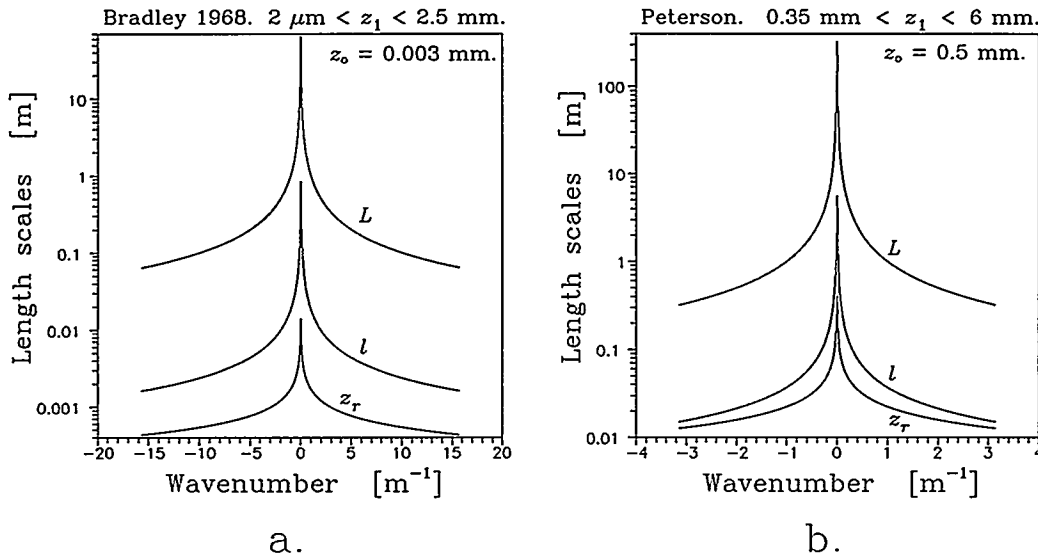 Bradley 1968. 2 μm < z₁ < 2.5 mm.
z₀ = 0.003 mm.
Length scales [m]
10
1
0.1
0.01
0.001
L
l
zᵣ
−20 −15 −10 −5 0 5 10 15 20
Wavenumber [m⁻¹]
a.
Peterson. 0.35 mm < z₁ < 6 mm.
z₀ = 0.5 mm.
Length scales [m]
100
10
1
0.1
0.01
L
l
zᵣ
−4 −3 −2 −1 0 1 2 3 4
Wavenumber [m⁻¹]
b.